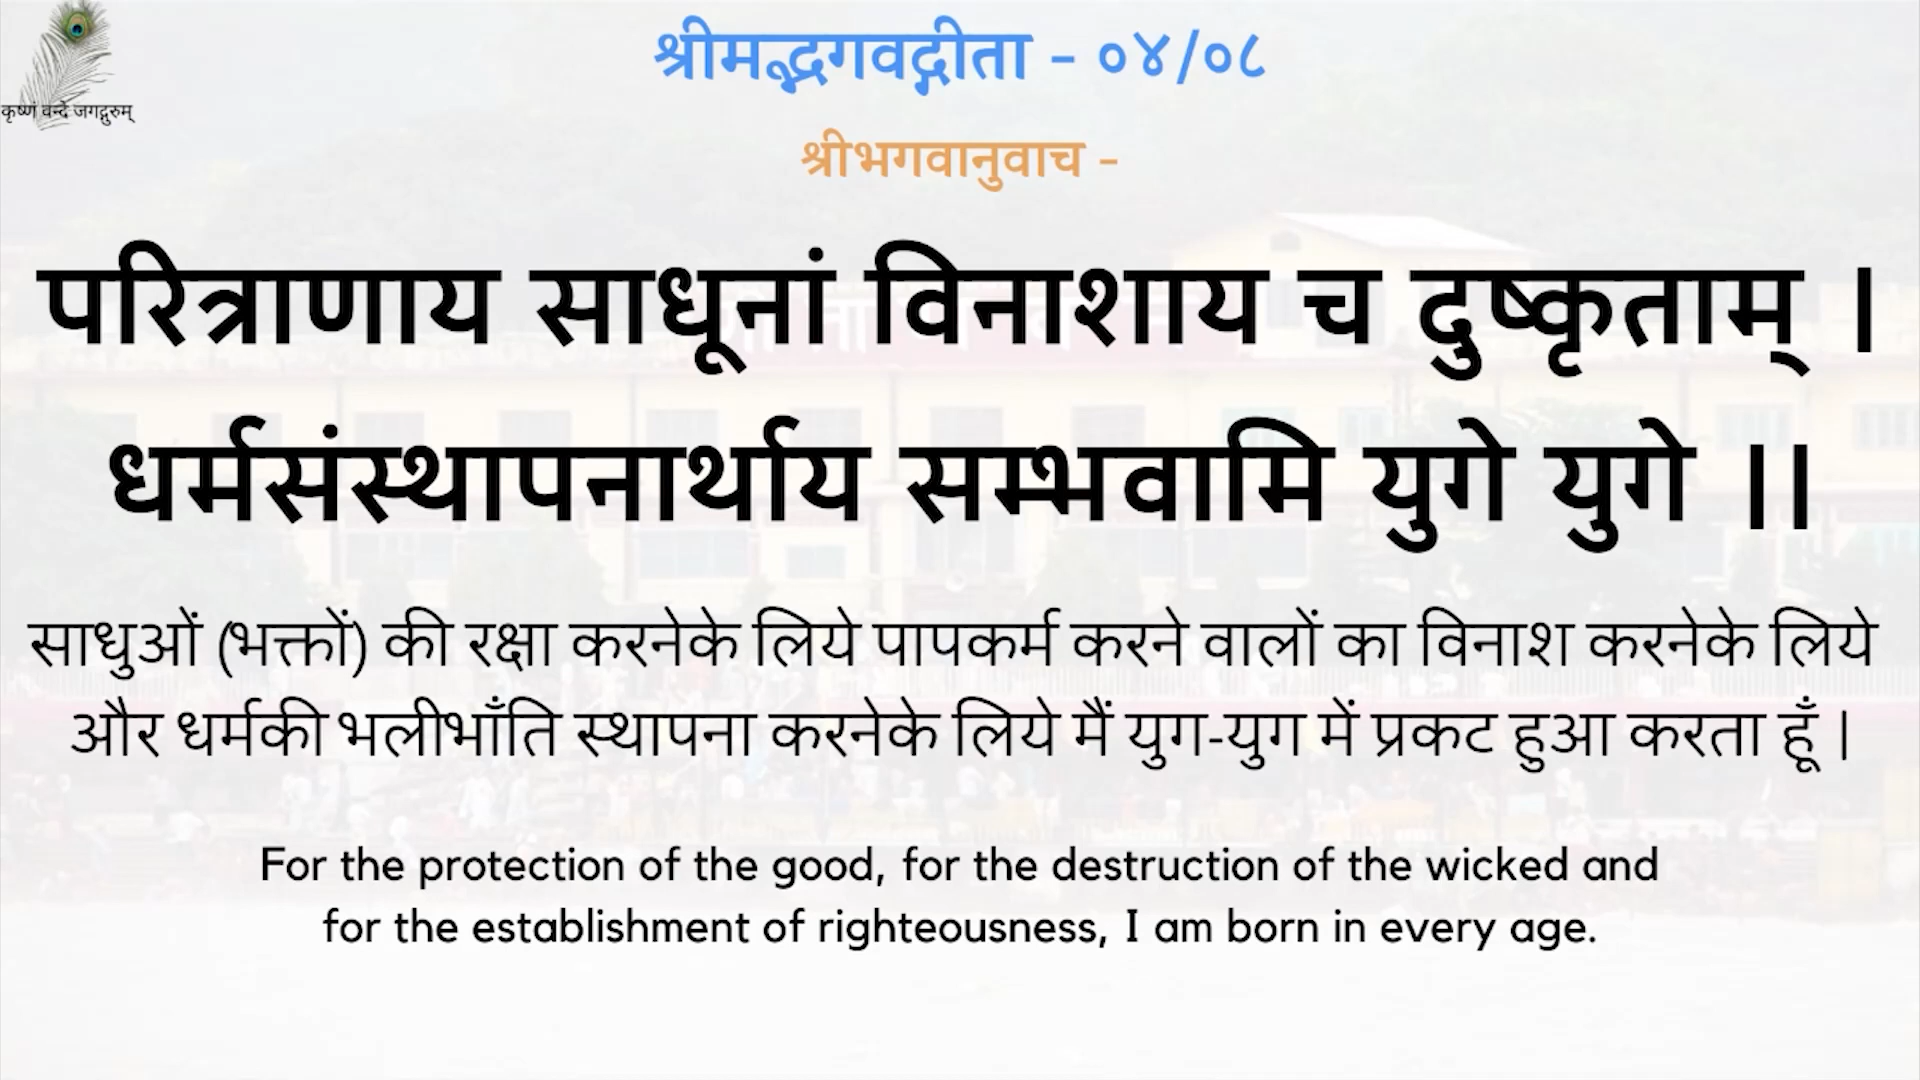 श्रीमद्भगवद्गीता - ०४/०८
कृष्णं वन्दे जगद्गुरुम्
श्रीभगवानुवाच -
परित्राणाय साधूनां विनाशाय च दुष्कृताम् ।
धर्मसंस्थापनार्थाय सम्भवामि युगे युगे ।।
साधुओं (भक्तों) की रक्षा करनेके लिये पापकर्म करने वालों का विनाश करनेके लिये
और धर्मकी भलीभाँति स्थापना करनेके लिये मैं युग-युग में प्रकट हुआ करता हूँ |
For the protection of the good, for the destruction of the wicked and
for the establishment of righteousness, I am born in every age.